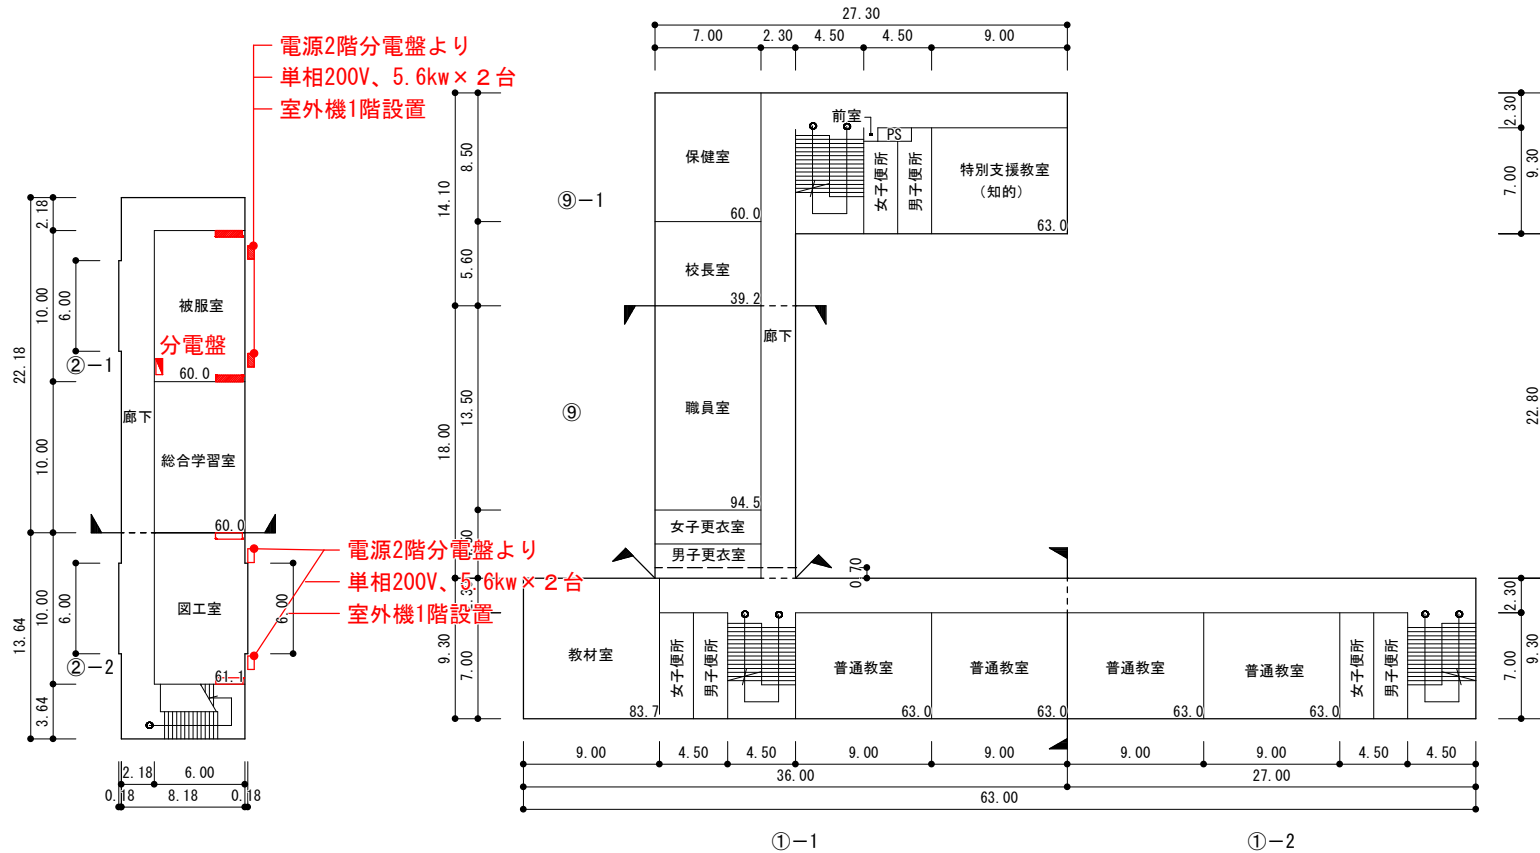 電源2階分電盤より
単相200V、5.6kw×２台
室外機1階設置
2.18
10.00
6.00
22.18
10.00
10.00
6.00
13.64
3.64
②-1
②-2
被服室
分電盤
60.0
廊下
総合学習室
60.0
図工室
61.1
6.00
電源2階分電盤より
単相200V、5.6kw×２台
室外機1階設置
2.18
6.00
0.18
8.18
0.18
27.30
7.00
2.30
4.50
4.50
9.00
8.50
14.10
5.60
13.50
18.00
9.30
7.00
⑨-1
⑨
保健室
60.0
校長室
39.2
廊下
職員室
94.5
女子更衣室
男子更衣室
前室
PS
女子便所
男子便所
特別支援教室
（知的）
63.0
2.30
7.00
9.30
22.80
0.70
教材室
83.7
女子便所
男子便所
普通教室
63.0
普通教室
63.0
普通教室
63.0
普通教室
63.0
女子便所
男子便所
2.30
7.00
9.30
9.00
4.50
4.50
9.00
9.00
9.00
9.00
4.50
4.50
36.00
27.00
63.00
①-1
①-2